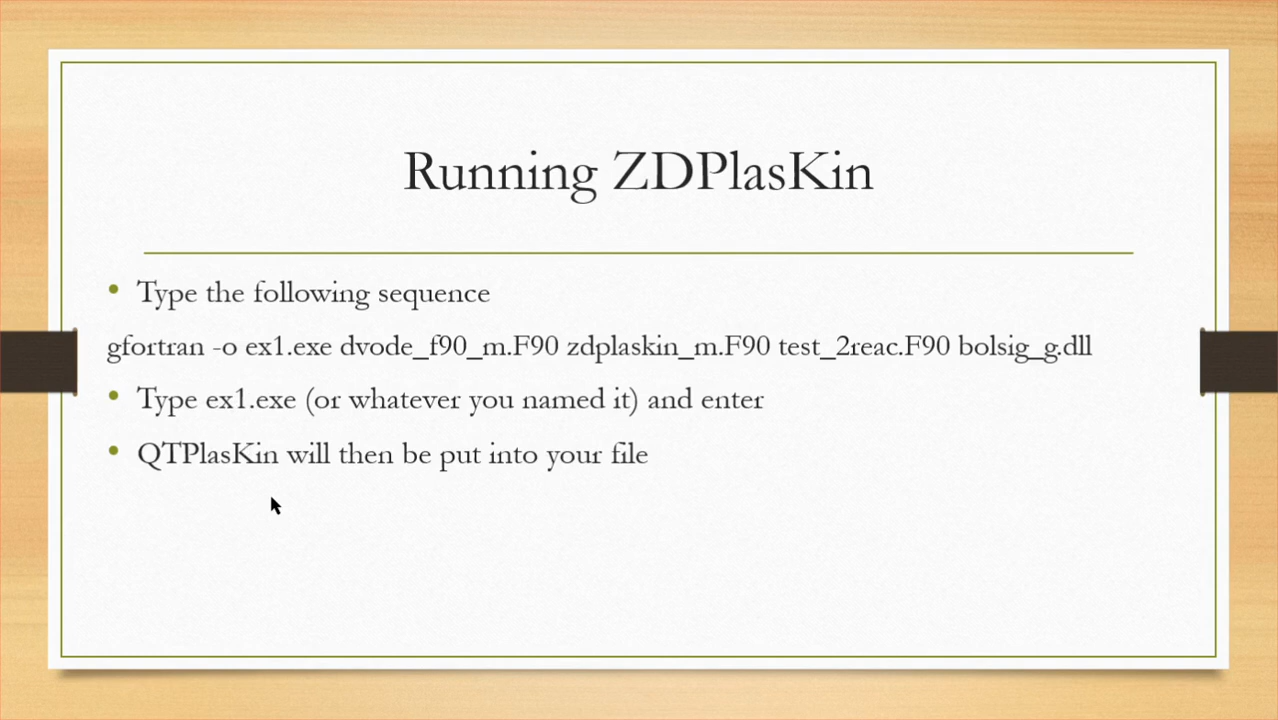 Running ZDPlasKin
• Type the following sequence
gfortran -o ex1.exe dvode_f90_m.F90 zdplaskin_m.F90 test_2reac.F90 bolsig_g.dll
• Type ex1.exe (or whatever you named it) and enter
• QTPlasKin will then be put into your file